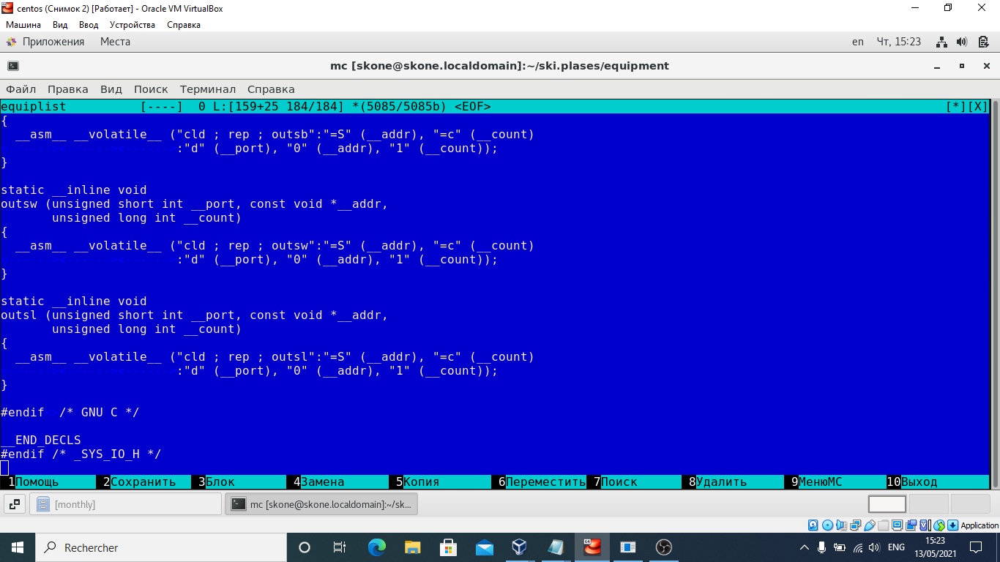 centos (Снимок 2) [Работает] - Oracle VM VirtualBox
Машина Вид Ввод Устройства Справка
Приложения Места en Чт, 15:23
mc [skone@skone.localdomain]:~/ski.plases/equipment
Файл Правка Вид Поиск Терминал Справка
equiplist [----] 0 L:[159+25 184/184] *(5085/5085b) <EOF> [*][X]
{
  __asm__ __volatile__ ("cld ; rep ; outsb":"=S" (__addr), "=c" (__count)
<------><------><------>:"d" (__port), "0" (__addr), "1" (__count));
}
static __inline void
outsw (unsigned short int __port, const void *__addr,
       unsigned long int __count)
{
  __asm__ __volatile__ ("cld ; rep ; outsw":"=S" (__addr), "=c" (__count)
<------><------><------>:"d" (__port), "0" (__addr), "1" (__count));
}
static __inline void
outsl (unsigned short int __port, const void *__addr,
       unsigned long int __count)
{
  __asm__ __volatile__ ("cld ; rep ; outsl":"=S" (__addr), "=c" (__count)
<------><------><------>:"d" (__port), "0" (__addr), "1" (__count));
}
#endif  /* GNU C */
__END_DECLS
#endif /* _SYS_IO_H */
1Помощь 2Сохранить 3Блок 4Замена 5Копия 6Переместить 7Поиск 8Удалить 9МенюМС 10Выход
[monthly] mc [skone@skone.localdomain]:~/sk...
Application
Rechercher 64 ENG 15:23
13/05/2021